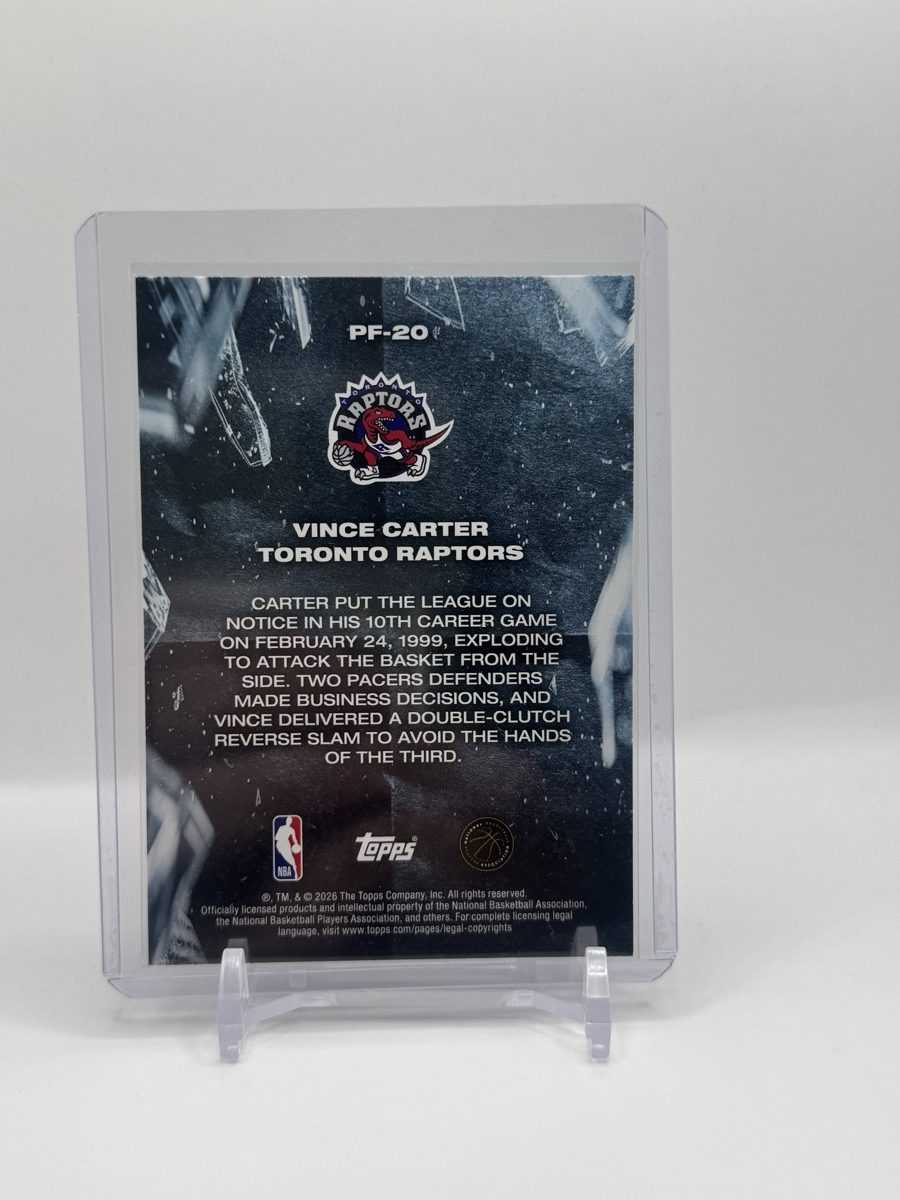 PF-20
TORONTO
RAPTORS
VINCE CARTER
TORONTO RAPTORS
CARTER PUT THE LEAGUE ON
NOTICE IN HIS 10TH CAREER GAME
ON FEBRUARY 24, 1999, EXPLODING
TO ATTACK THE BASKET FROM THE
SIDE. TWO PACERS DEFENDERS
MADE BUSINESS DECISIONS, AND
VINCE DELIVERED A DOUBLE-CLUTCH
REVERSE SLAM TO AVOID THE HANDS
OF THE THIRD.
NBA
Topps®
®, TM, & © 2026 The Topps Company, Inc. All rights reserved.
Officially licensed products and intellectual property of the National Basketball Association,
the National Basketball Players Association, and others. For complete licensing legal
language, visit www.topps.com/pages/legal-copyrights